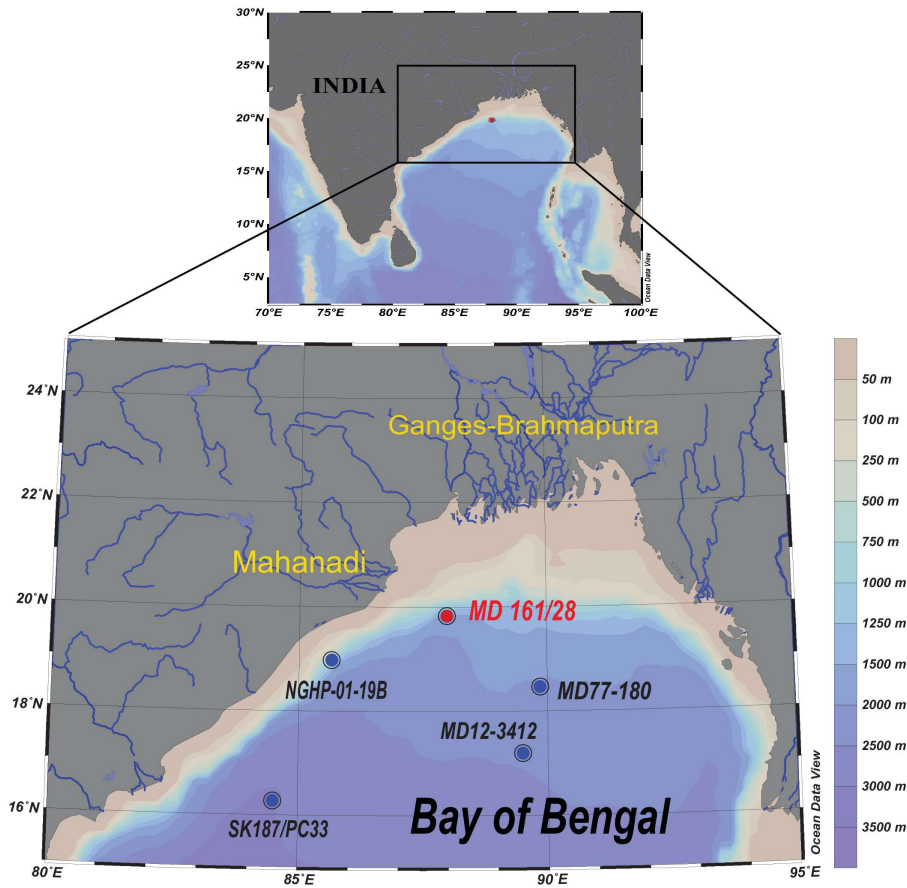 30°N
25°N
20°N
15°N
10°N
5°N
INDIA
70°E 75°E 80°E 85°E 90°E 95°E 100°E
Ocean Data View
24°N
22°N
20°N
18°N
16°N
Ganges-Brahmaputra
Mahanadi
MD 161/28
NGHP-01-19B
MD77-180
MD12-3412
SK187/PC33
Bay of Bengal
80°E 85°E 90°E 95°E
Ocean Data View
50 m
100 m
250 m
500 m
750 m
1000 m
1250 m
1500 m
2000 m
2500 m
3000 m
3500 m